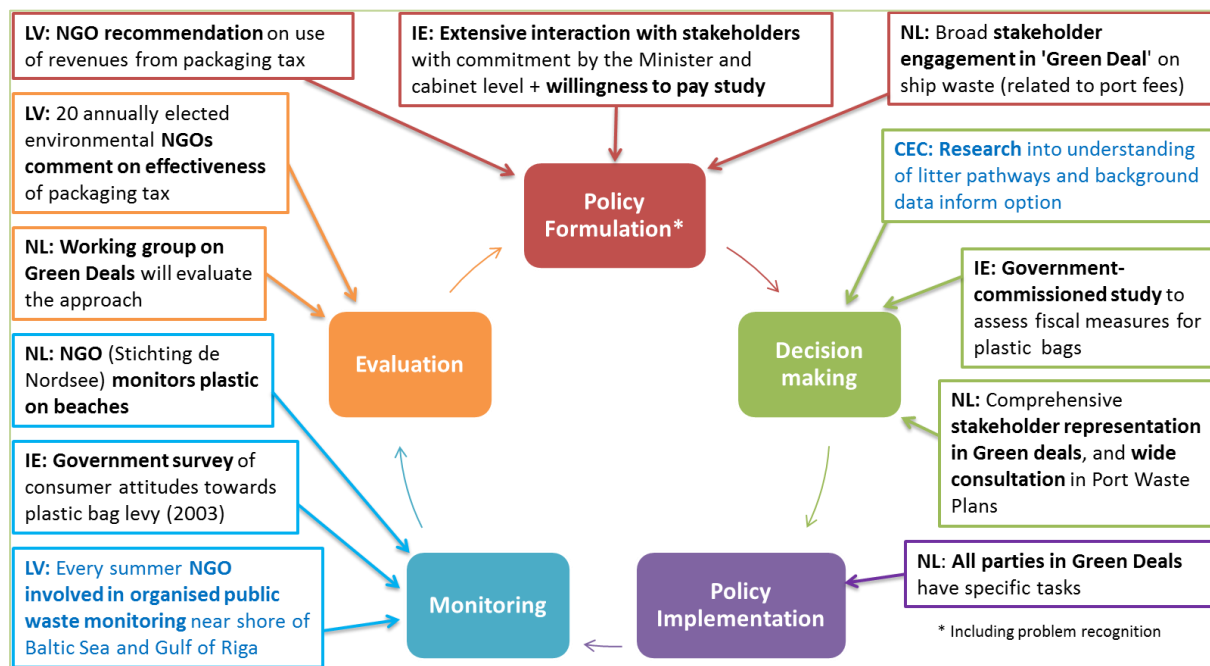 LV: NGO recommendation on use
of revenues from packaging tax
IE: Extensive interaction with stakeholders
with commitment by the Minister and
cabinet level + willingness to pay study
NL: Broad stakeholder
engagement in 'Green Deal' on
ship waste (related to port fees)
LV: 20 annually elected
environmental NGOs
comment on effectiveness
of packaging tax
CEC: Research into understanding
of litter pathways and background
data inform option
Policy
Formulation*
NL: Working group on
Green Deals will evaluate
the approach
IE: Government-
commissioned study to
assess fiscal measures for
plastic bags
Evaluation
Decision
making
NL: NGO (Stichting de
Nordsee) monitors plastic
on beaches
NL: Comprehensive
stakeholder representation
in Green deals, and wide
consultation in Port Waste
Plans
IE: Government survey of
consumer attitudes towards
plastic bag levy (2003)
LV: Every summer NGO
involved in organised public
waste monitoring near shore of
Baltic Sea and Gulf of Riga
Monitoring
Policy
Implementation
NL: All parties in Green Deals
have specific tasks
* Including problem recognition